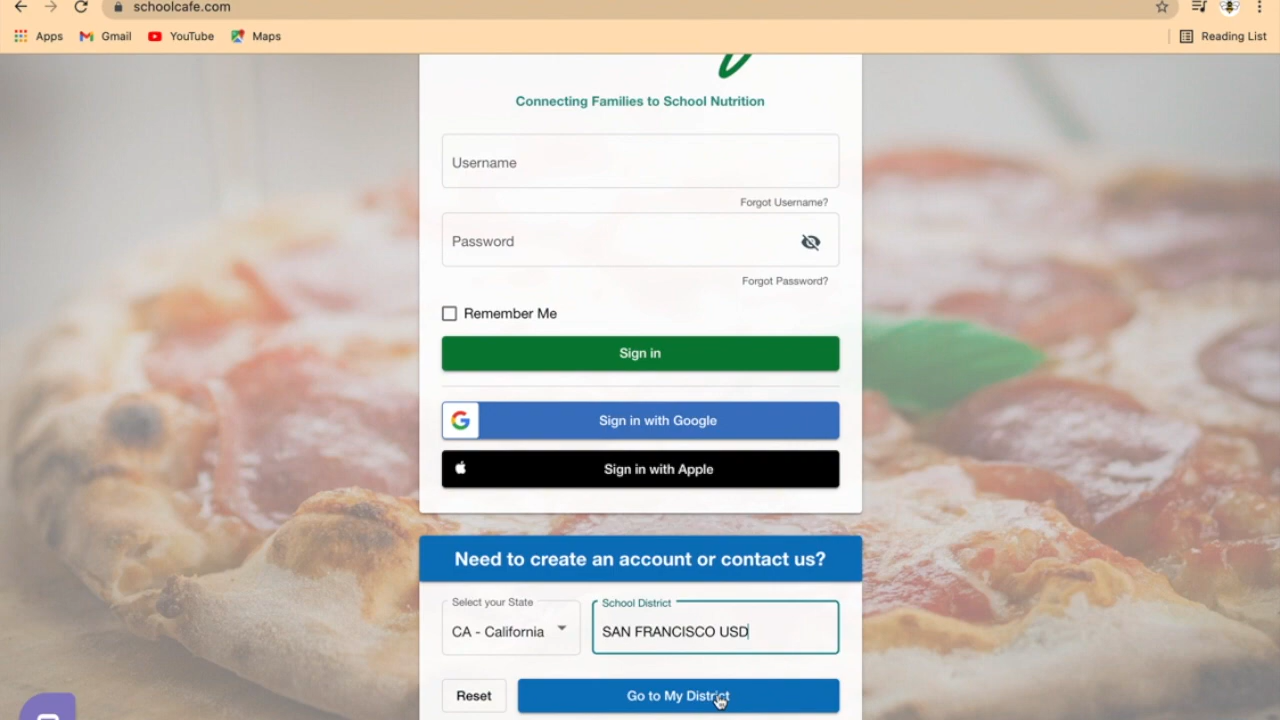 schoolcafe.com
Apps Gmail YouTube Maps Reading List
Connecting Families to School Nutrition
Username
Forgot Username?
Password
Forgot Password?
Remember Me
Sign in
Sign in with Google
Sign in with Apple
Need to create an account or contact us?
Select your State School District
CA - California SAN FRANCISCO USD
Reset Go to My District